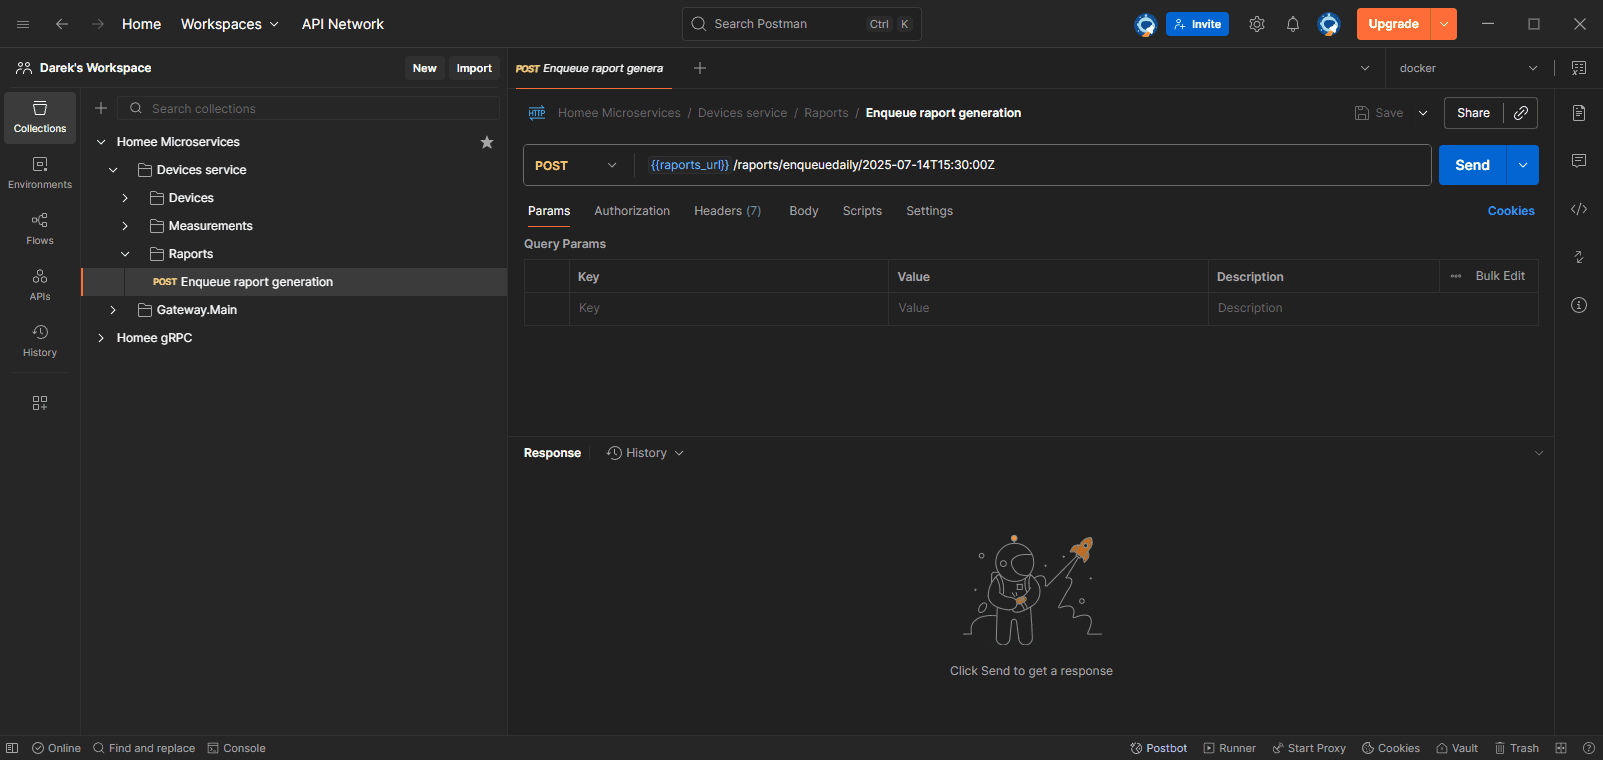 Home Workspaces API Network Search Postman Ctrl K Invite Upgrade
Darek's Workspace New Import POST Enqueue raport genera docker
Collections
Environments
Flows
APIs
History
Search collections
Homee Microservices
Devices service
Devices
Measurements
Raports
POST Enqueue raport generation
Gateway.Main
Homee gRPC
HTTP Homee Microservices / Devices service / Raports / Enqueue raport generation Save Share
POST {{raports_url}} /raports/enqueuedaily/2025-07-14T15:30:00Z Send
Params Authorization Headers (7) Body Scripts Settings Cookies
Query Params
Key Value Description Bulk Edit
Key Value Description
Response History
Click Send to get a response
Online Find and replace Console Postbot Runner Start Proxy Cookies Vault Trash